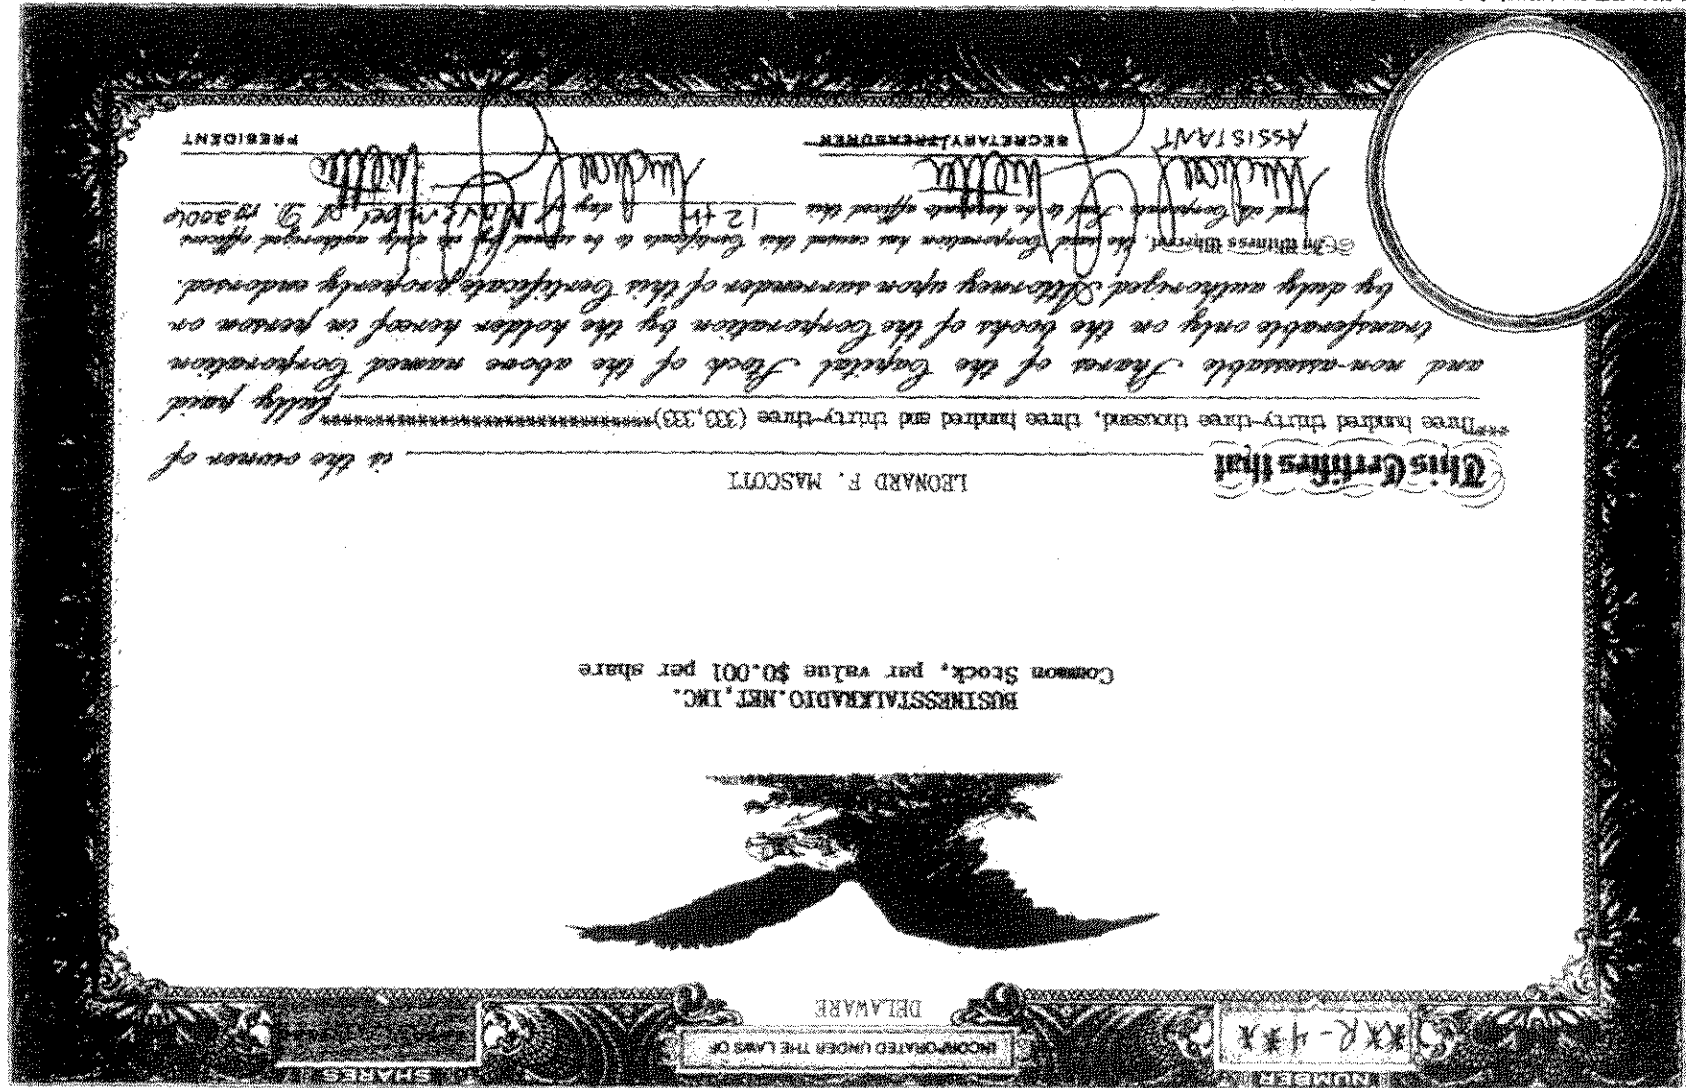 NUMBER
**R-4**
SHARES
INCORPORATED UNDER THE LAWS OF
DELAWARE
BUSINESSTALKRADIO.NET,INC.
Common Stock, par value $0.001 per share
This Certifies that LEONARD F. MASCOTT is the owner of
***Three hundred thirty-three thousand, three hundred and thirty-three (333,333)******************************** fully paid
and non-assessable Shares of the Capital Stock of the above named Corporation
transferable only on the books of the Corporation by the holder hereof in person or
by duly authorized Attorney upon surrender of this Certificate properly endorsed.
In Witness Whereof, the said Corporation has caused this Certificate to be signed by its duly authorized officers
and its Corporate Seal to be hereunto affixed this 12th day of November A. D. 2004
Michael Michael
ASSISTANT SECRETARY/TREASURER PRESIDENT